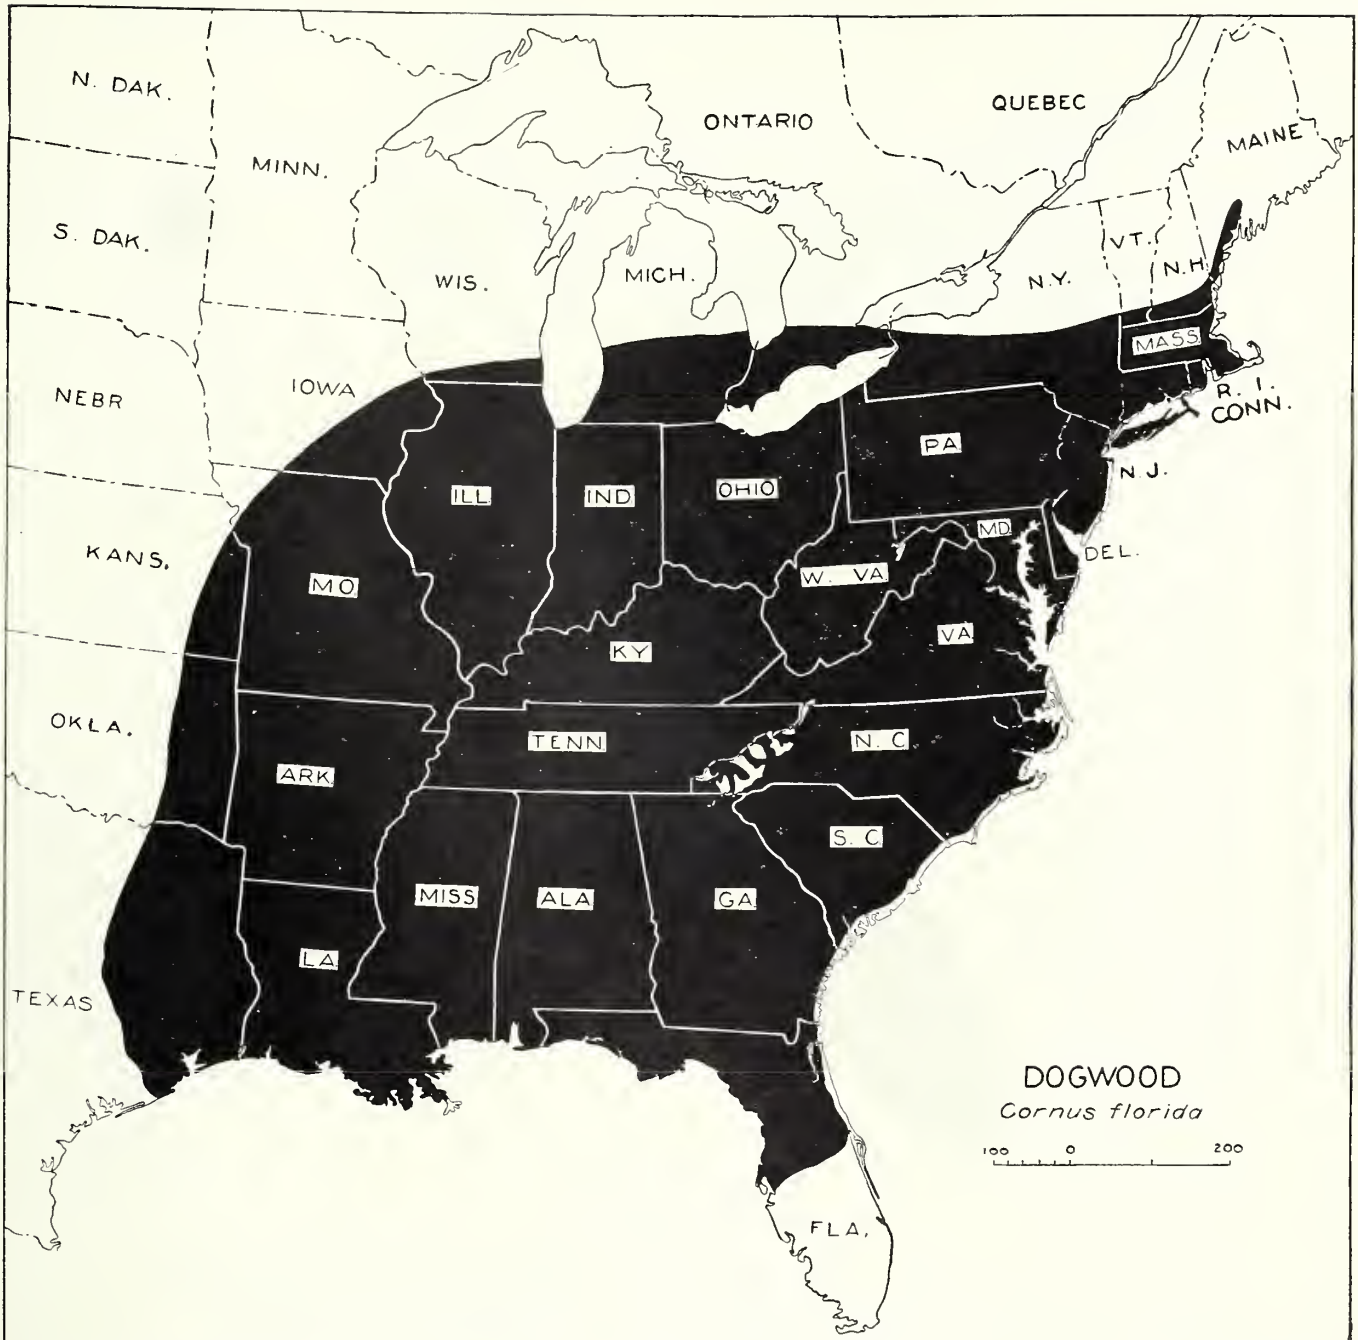 N. DAK.
MINN.
ONTARIO
QUEBEC
MAINE
S. DAK.
WIS.
MICH.
N.Y.
VT.
N.H.
NEBR
IOWA
MASS.
R. I.
CONN.
PA.
N.J.
ILL.
IND
OHIO
MD.
DEL.
KANS.
MO.
W. VA.
VA.
KY
OKLA.
TENN.
N. C.
ARK.
S. C.
MISS
ALA
GA.
LA.
TEXAS
FLA.
DOGWOOD
Cornus florida
100 0 200